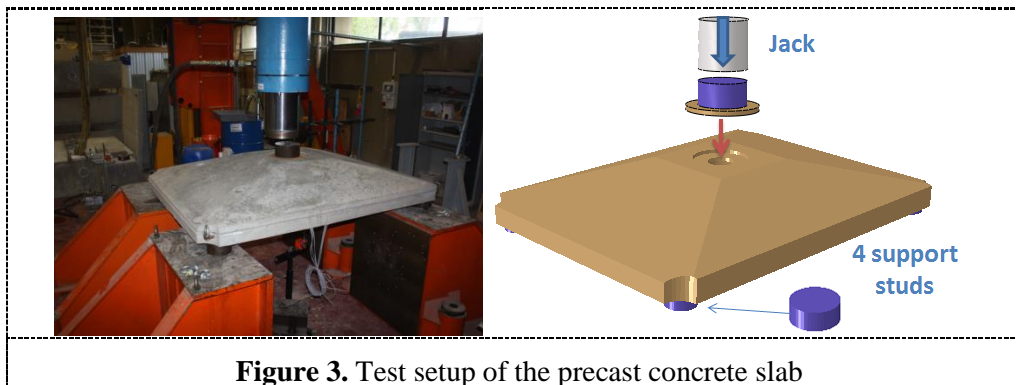 Jack
4 support
studs
Figure 3. Test setup of the precast concrete slab